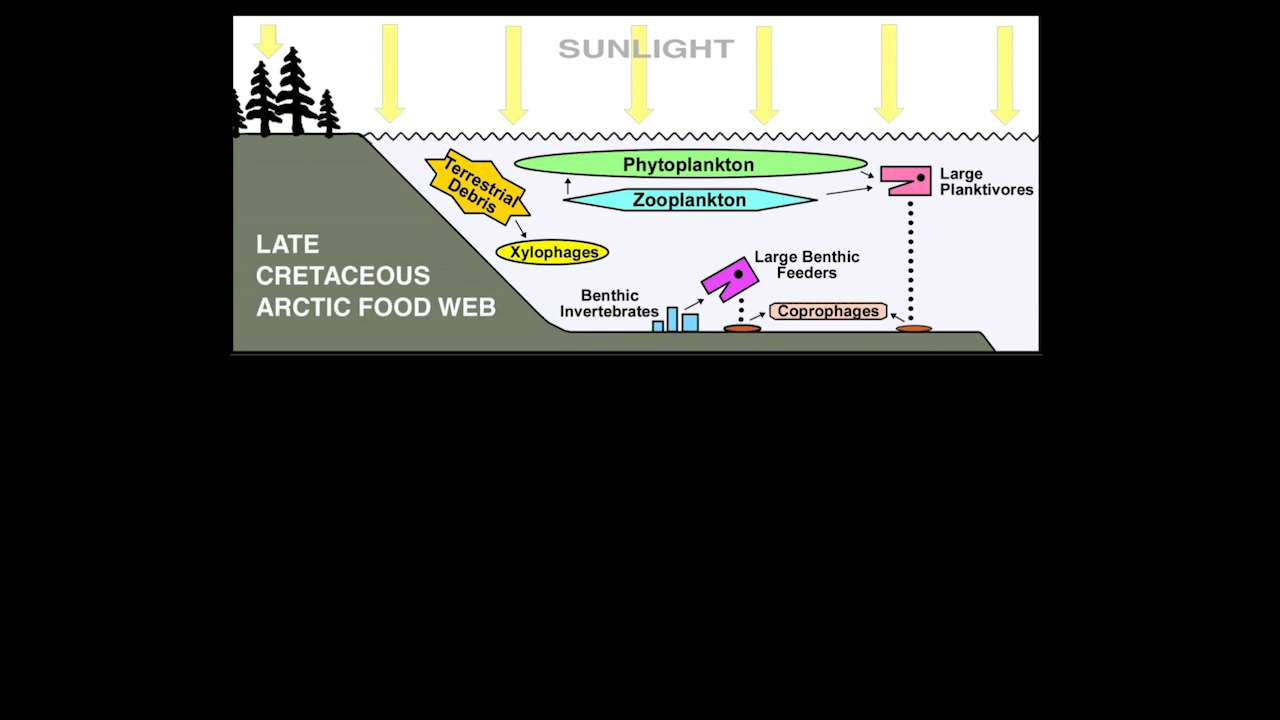 SUNLIGHT
Terrestrial
Debris
Phytoplankton
Zooplankton
Large
Planktivores
Xylophages
LATE
CRETACEOUS
ARCTIC FOOD WEB
Large Benthic
Feeders
Benthic
Invertebrates
Coprophages